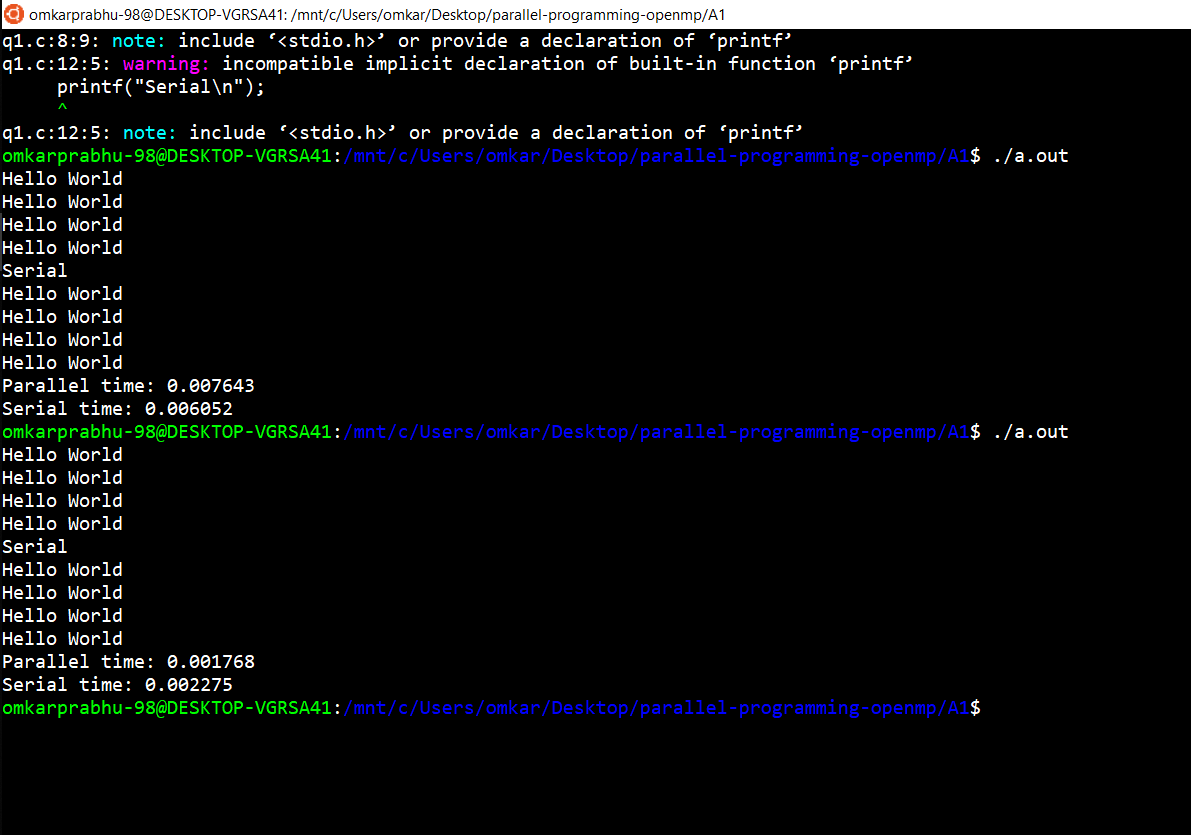 omkarprabhu-98@DESKTOP-VGRSA41: /mnt/c/Users/omkar/Desktop/parallel-programming-openmp/A1
q1.c:8:9: note: include ‘<stdio.h>’ or provide a declaration of ‘printf’
q1.c:12:5: warning: incompatible implicit declaration of built-in function ‘printf’
     printf("Serial\n");
     ^
q1.c:12:5: note: include ‘<stdio.h>’ or provide a declaration of ‘printf’
omkarprabhu-98@DESKTOP-VGRSA41:/mnt/c/Users/omkar/Desktop/parallel-programming-openmp/A1$ ./a.out
Hello World
Hello World
Hello World
Hello World
Serial
Hello World
Hello World
Hello World
Hello World
Parallel time: 0.007643
Serial time: 0.006052
omkarprabhu-98@DESKTOP-VGRSA41:/mnt/c/Users/omkar/Desktop/parallel-programming-openmp/A1$ ./a.out
Hello World
Hello World
Hello World
Hello World
Serial
Hello World
Hello World
Hello World
Hello World
Parallel time: 0.001768
Serial time: 0.002275
omkarprabhu-98@DESKTOP-VGRSA41:/mnt/c/Users/omkar/Desktop/parallel-programming-openmp/A1$